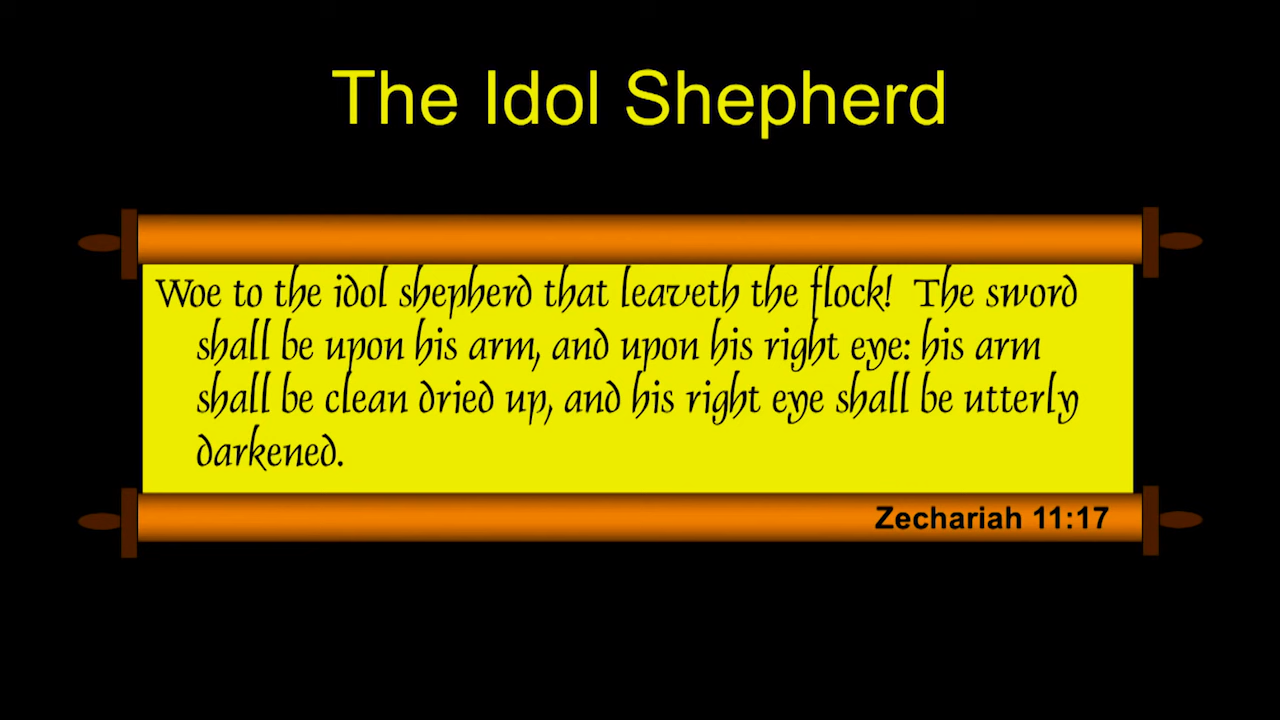 The Idol Shepherd
Woe to the idol shepherd that leaveth the flock!  The sword
shall be upon his arm, and upon his right eye: his arm
shall be clean dried up, and his right eye shall be utterly
darkened.
Zechariah 11:17